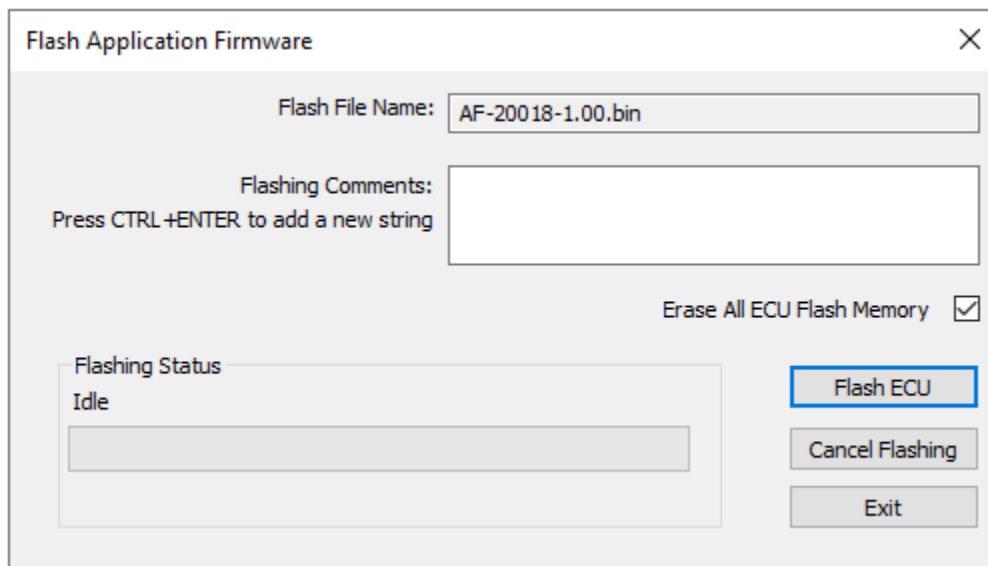 Flash Application Firmware
Flash File Name:
AF-20018-1.00.bin
Flashing Comments:
Press CTRL+ENTER to add a new string
Erase All ECU Flash Memory
Flashing Status
Idle
Flash ECU
Cancel Flashing
Exit